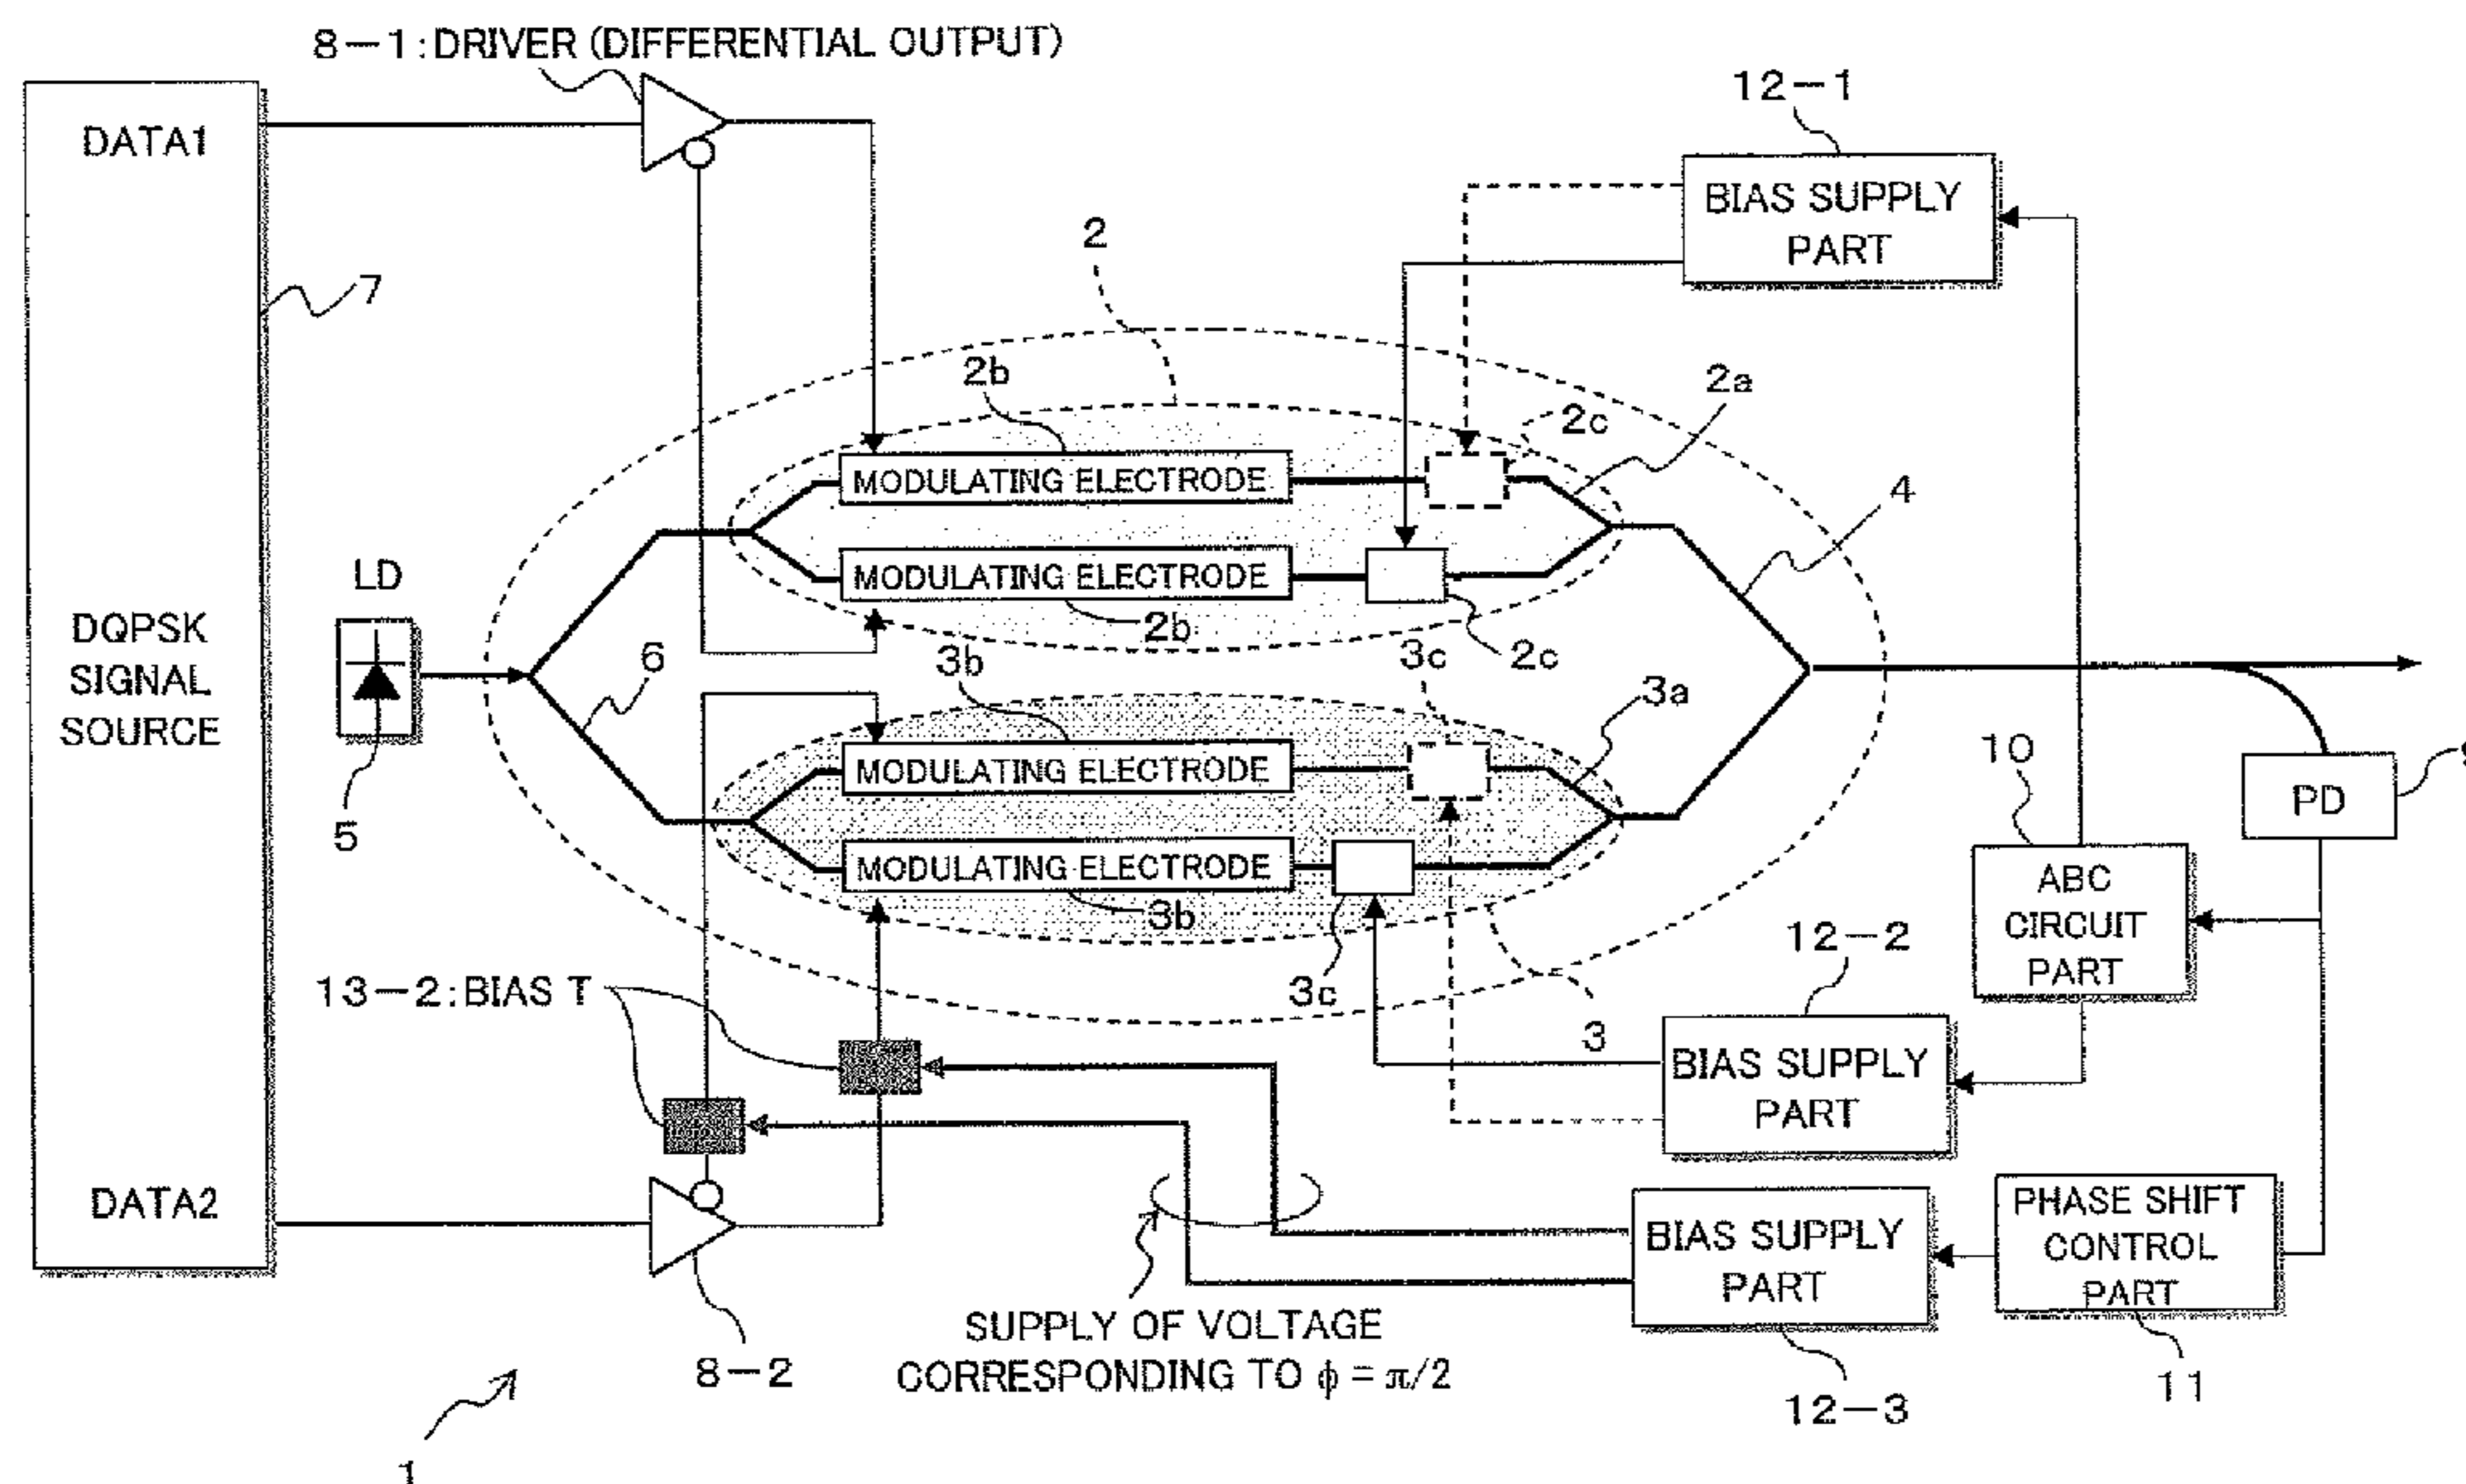 8-1:DRIVER (DIFFERENTIAL OUTPUT)
12-1
DATA1
BIAS SUPPLY
PART
2
7
2b
2a
2c
MODULATING ELECTRODE
4
LD
MODULATING ELECTRODE
DQPSK
SIGNAL
SOURCE
2b
2c
6
3b
3c
3a
MODULATING ELECTRODE
10
PD
5
MODULATING ELECTRODE
ABC
CIRCUIT
PART
3b
12-2
13-2:BIAS T
3c
3
BIAS SUPPLY
PART
DATA2
PHASE SHIFT
CONTROL
PART
BIAS SUPPLY
PART
SUPPLY OF VOLTAGE
CORRESPONDING TO ϕ = π/2
8-2
11
12-3
1